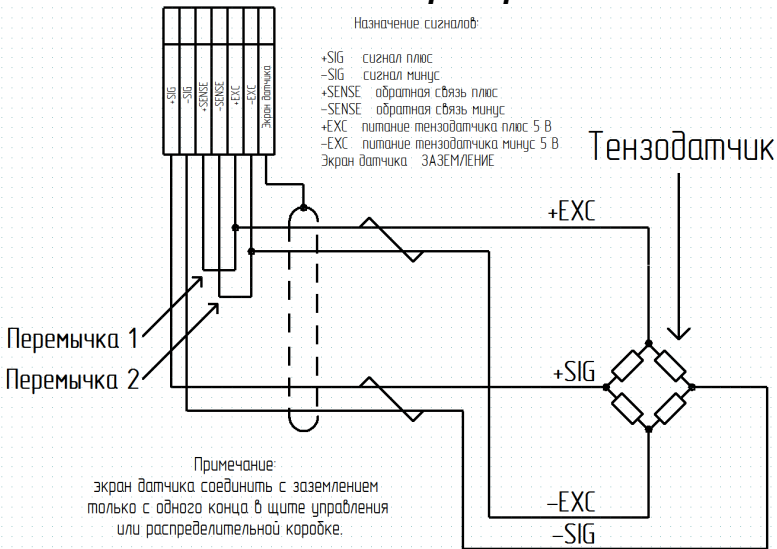 Назначение сигналов:
+SIG сигнал плюс
-SIG сигнал минус
+SENSE обратная связь плюс
-SENSE обратная связь минус
+EXC питание тензодатчика плюс 5 В
-EXC питание тензодатчика минус 5 В
Экран датчика ЗАЗЕМЛЕНИЕ
+SIG
-SIG
+SENSE
-SENSE
+EXC
-EXC
Экран датчика
Тензодатчик
+EXC
Перемычка 1
Перемычка 2
+SIG
-EXC
-SIG
Примечание:
экран датчика соединить с заземлением
только с одного конца в щите управления
или распределительной коробке.